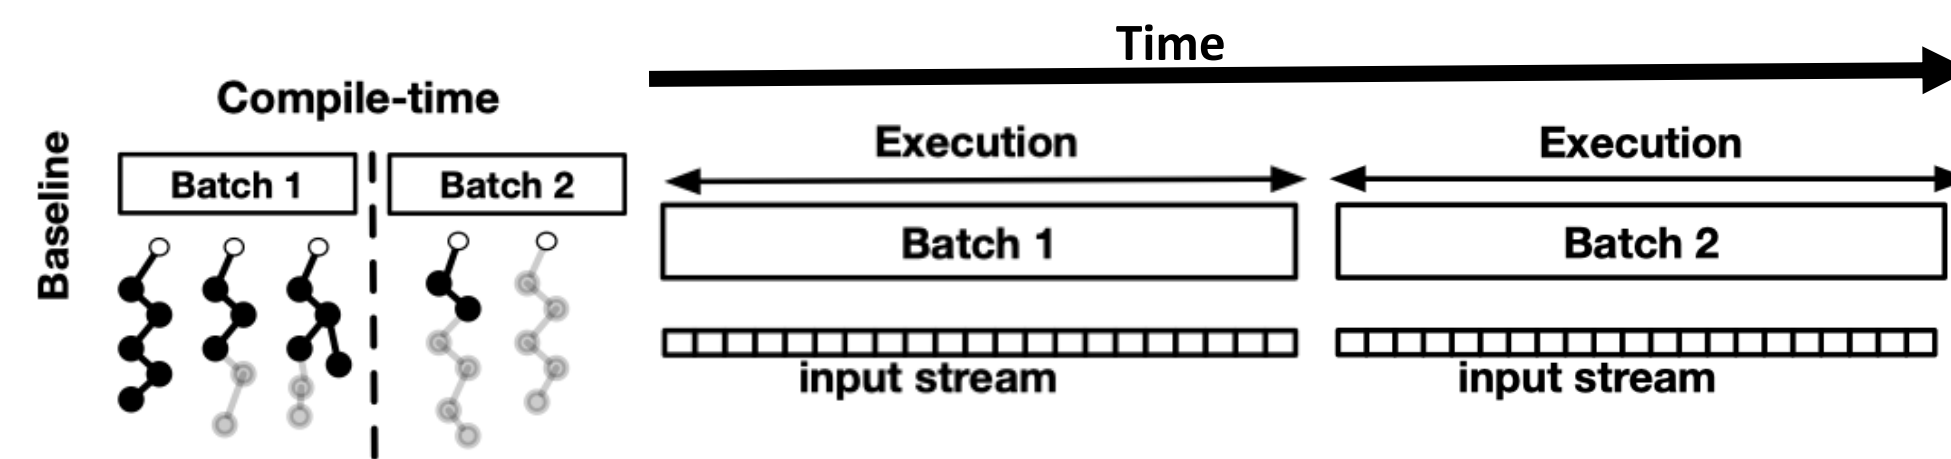 Time
Compile-time
Execution
Execution
Baseline
Batch 1
Batch 2
Batch 1
Batch 2
input stream
input stream